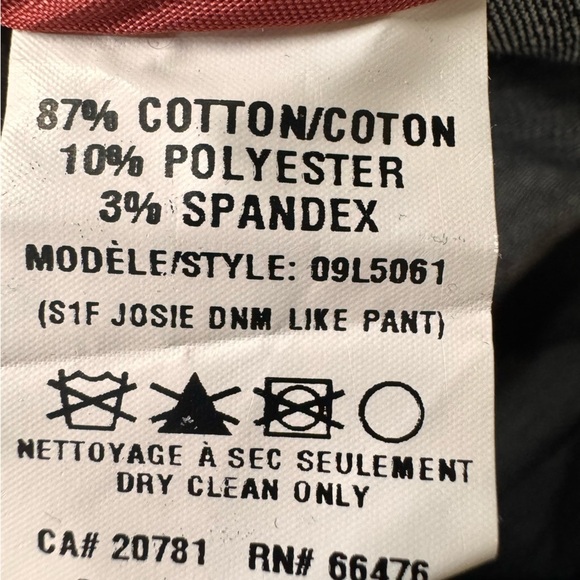 87% COTTON/COTON
10% POLYESTER
3% SPANDEX
MODÈLE/STYLE: 09L5061
(S1F JOSIE DNM LIKE PANT)
NETTOYAGE À SEC SEULEMENT
DRY CLEAN ONLY
CA# 20781 RN# 66476